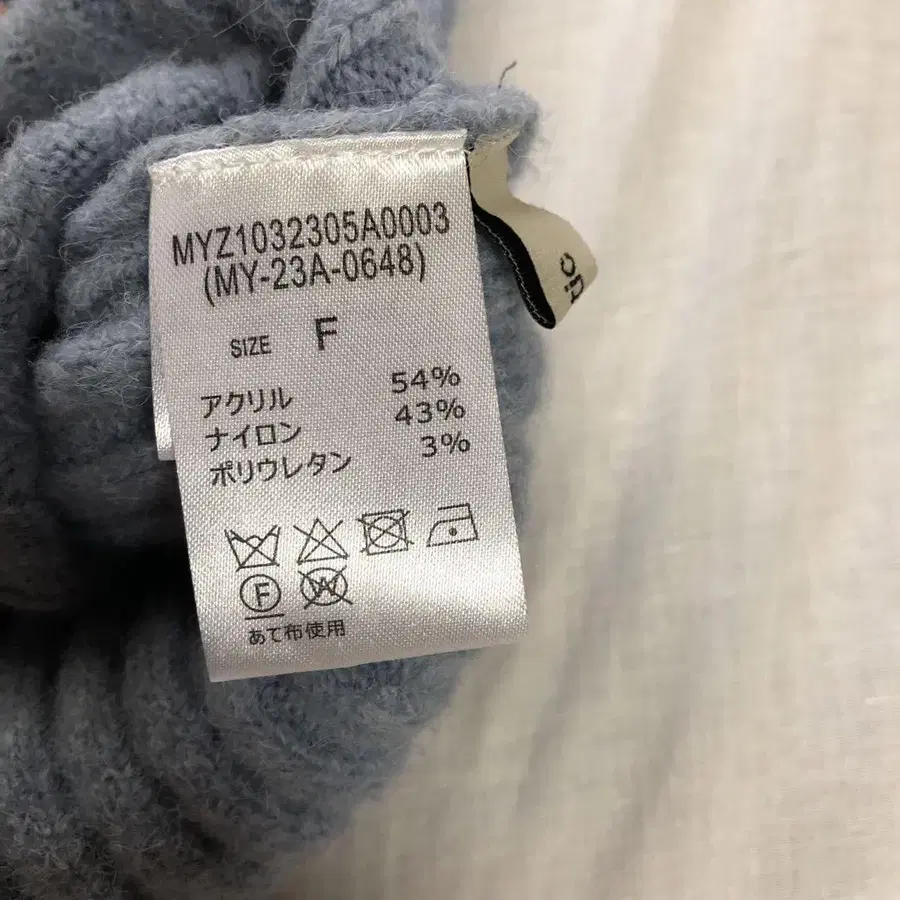 MYZ1032305A0003
(MY-23A-0648)
SIZE F
アクリル 54%
ナイロン 43%
ポリウレタン 3%
F W
あて布使用